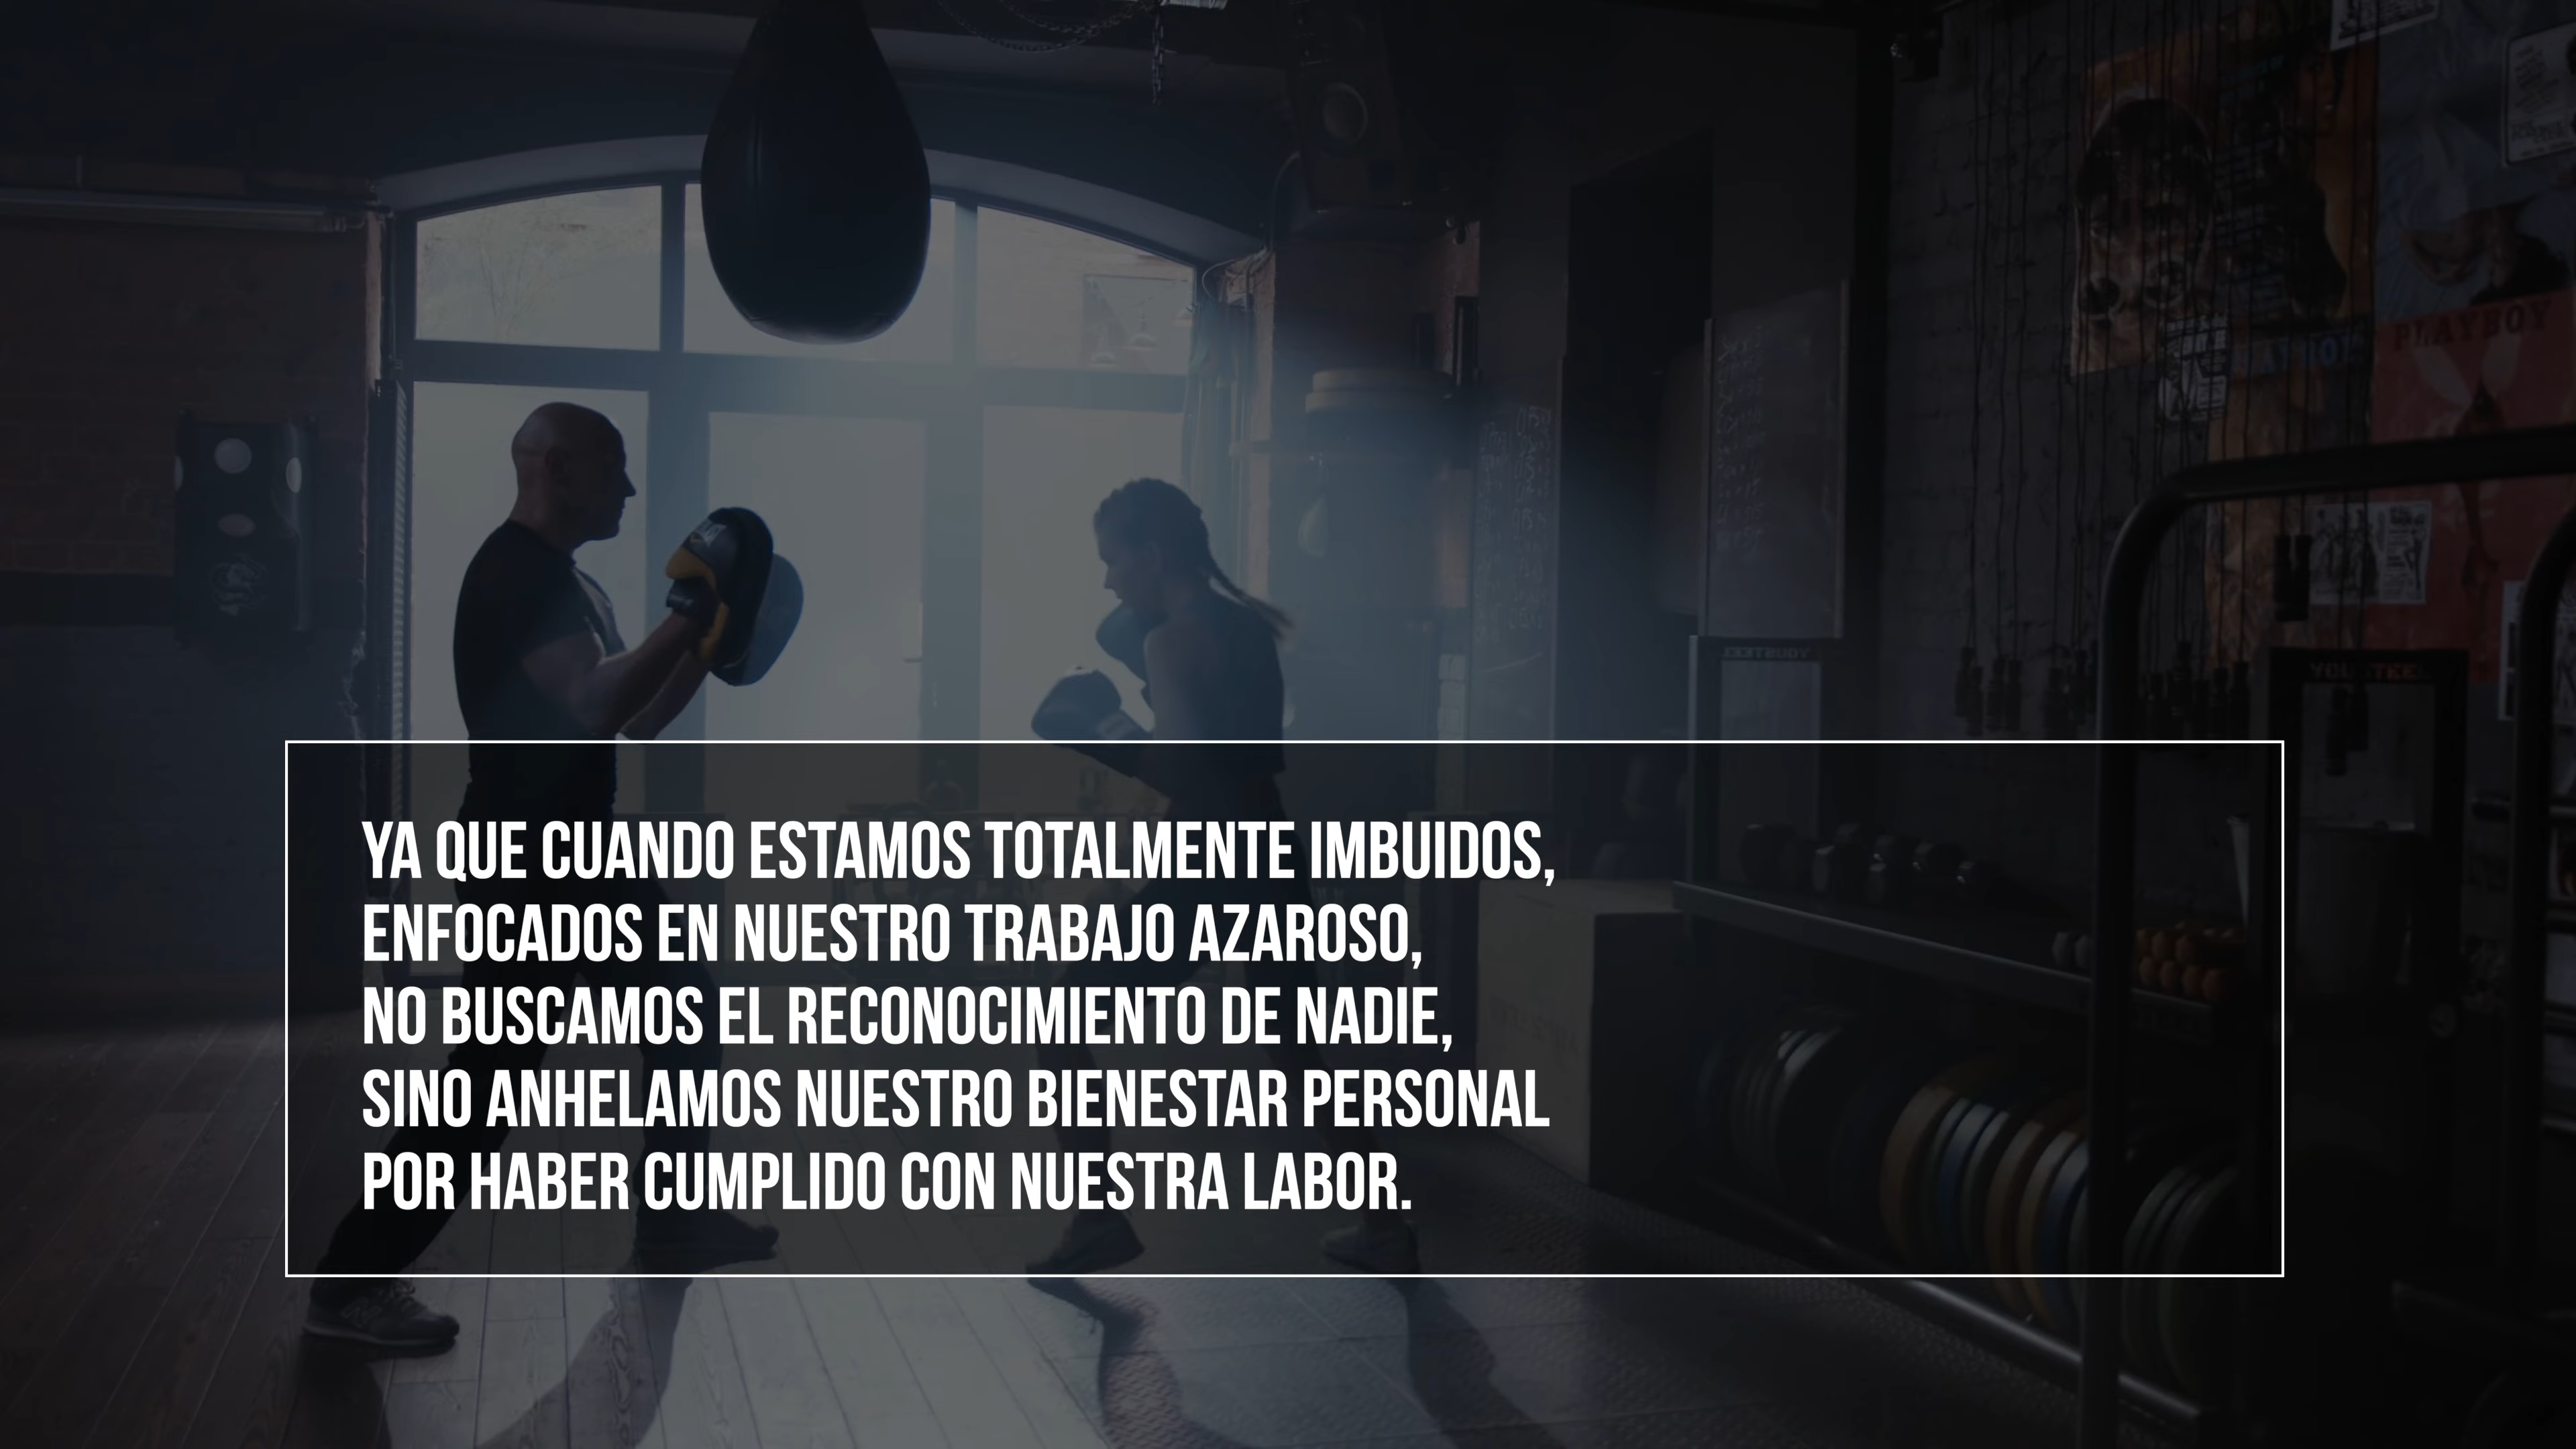 YA QUE CUANDO ESTAMOS TOTALMENTE IMBUIDOS,
ENFOCADOS EN NUESTRO TRABAJO AZAROSO,
NO BUSCAMOS EL RECONOCIMIENTO DE NADIE,
SINO ANHELAMOS NUESTRO BIENESTAR PERSONAL
POR HABER CUMPLIDO CON NUESTRA LABOR.
PLAYBOY